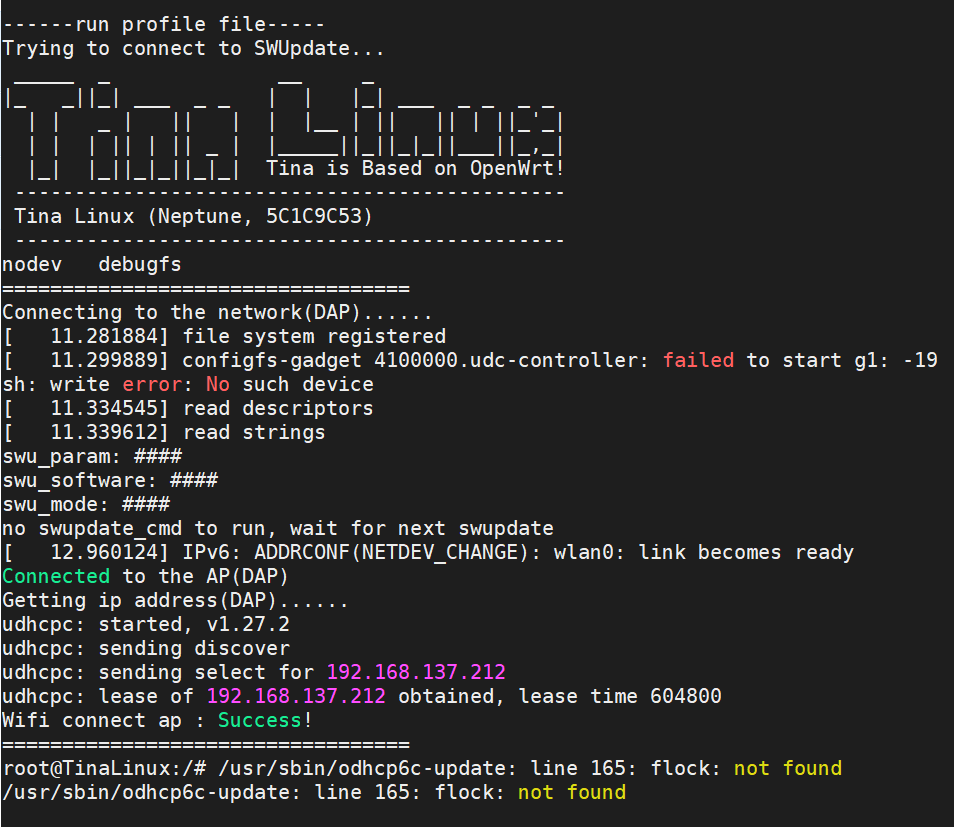 ------run profile file-----
Trying to connect to SWUpdate...
 _____  _              __     _
|_   _||_| ___  _ _   |  |   |_| ___  _ _  _ _
  | |   _ |   ||   |  |  |__ | ||   || | ||_'_|
  | |  | || | || _ |  |_____||_||_|_||___||_,_|
  |_|  |_||_|_||_|_|  Tina is Based on OpenWrt!
 ----------------------------------------------
 Tina Linux (Neptune, 5C1C9C53)
 ----------------------------------------------
nodev   debugfs
==================================
Connecting to the network(DAP)......
[   11.281884] file system registered
[   11.299889] configfs-gadget 4100000.udc-controller: failed to start g1: -19
sh: write error: No such device
[   11.334545] read descriptors
[   11.339612] read strings
swu_param: ####
swu_software: ####
swu_mode: ####
no swupdate_cmd to run, wait for next swupdate
[   12.960124] IPv6: ADDRCONF(NETDEV_CHANGE): wlan0: link becomes ready
Connected to the AP(DAP)
Getting ip address(DAP)......
udhcpc: started, v1.27.2
udhcpc: sending discover
udhcpc: sending select for 192.168.137.212
udhcpc: lease of 192.168.137.212 obtained, lease time 604800
Wifi connect ap : Success!
==================================
root@TinaLinux:/# /usr/sbin/odhcp6c-update: line 165: flock: not found
/usr/sbin/odhcp6c-update: line 165: flock: not found